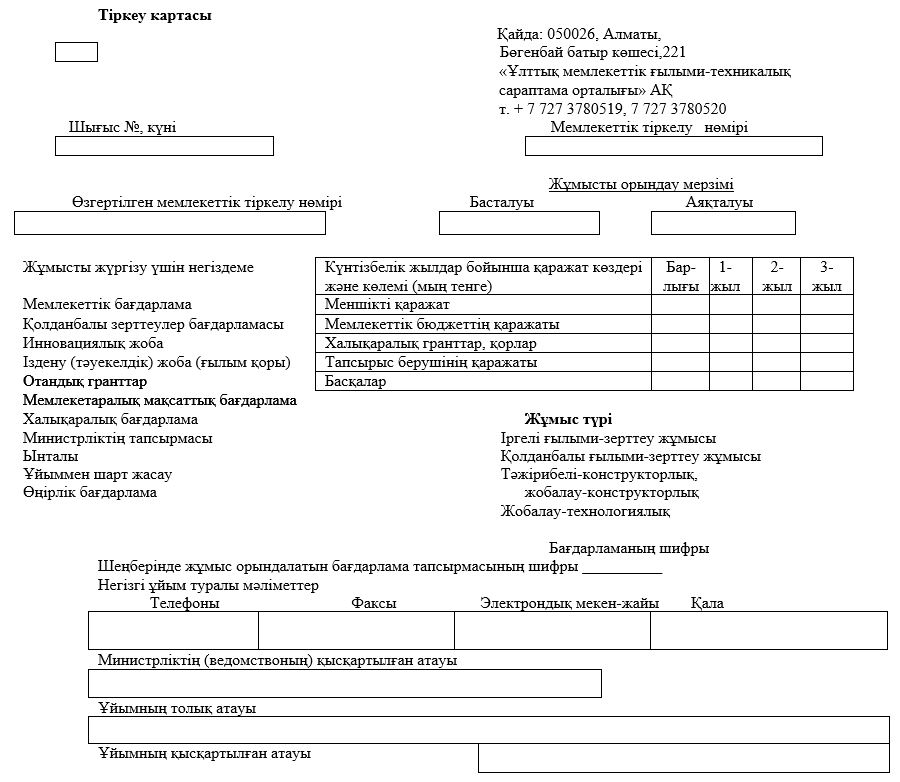 Тіркеу картасы
Қайда: 050026, Алматы,
Бөгенбай батыр көшесі,221
«Ұлттық мемлекеттік ғылыми-техникалық
сараптама орталығы» АҚ
т. + 7 727 3780519, 7 727 3780520
Шығыс №, күні
Мемлекеттік тіркелу нөмірі
Жұмысты орындау мерзімі
Өзгертілген мемлекеттік тіркелу нөмірі
Басталуы
Аяқталуы
Жұмысты жүргізу үшін негіздеме
Күнтізбелік жылдар бойынша қаражат көздері
және көлемі (мың тенге)
Бар-
лығы
1-
жыл
2-
жыл
3-
жыл
Мемлекеттік бағдарлама
Меншікті қаражат
Қолданбалы зерттеулер бағдарламасы
Мемлекеттік бюджеттің қаражаты
Инновациялық жоба
Халықаралық гранттар, қорлар
Іздену (тәуекелдік) жоба (ғылым қоры)
Тапсырыс берушінің қаражаты
Отандық гранттар
Басқалар
Мемлекетаралық мақсаттық бағдарлама
Халықаралық бағдарлама
Министрліктің тапсырмасы
Ынталы
Ұйыммен шарт жасау
Өңірлік бағдарлама
Жұмыс түрі
Іргелі ғылыми-зерттеу жұмысы
Қолданбалы ғылыми-зерттеу жұмысы
Тәжірибелі-конструкторлық,
жобалау-конструкторлық
Жобалау-технологиялық
Бағдарламаның шифры
Шеңберінде жұмыс орындалатын бағдарлама тапсырмасының шифры __________
Негізгі ұйым туралы мәліметтер
Телефоны
Факсы
Электрондық мекен-жайы
Қала
Министрліктің (ведомствоның) қысқартылған атауы
Ұйымның толық атауы
Ұйымның қысқартылған атауы